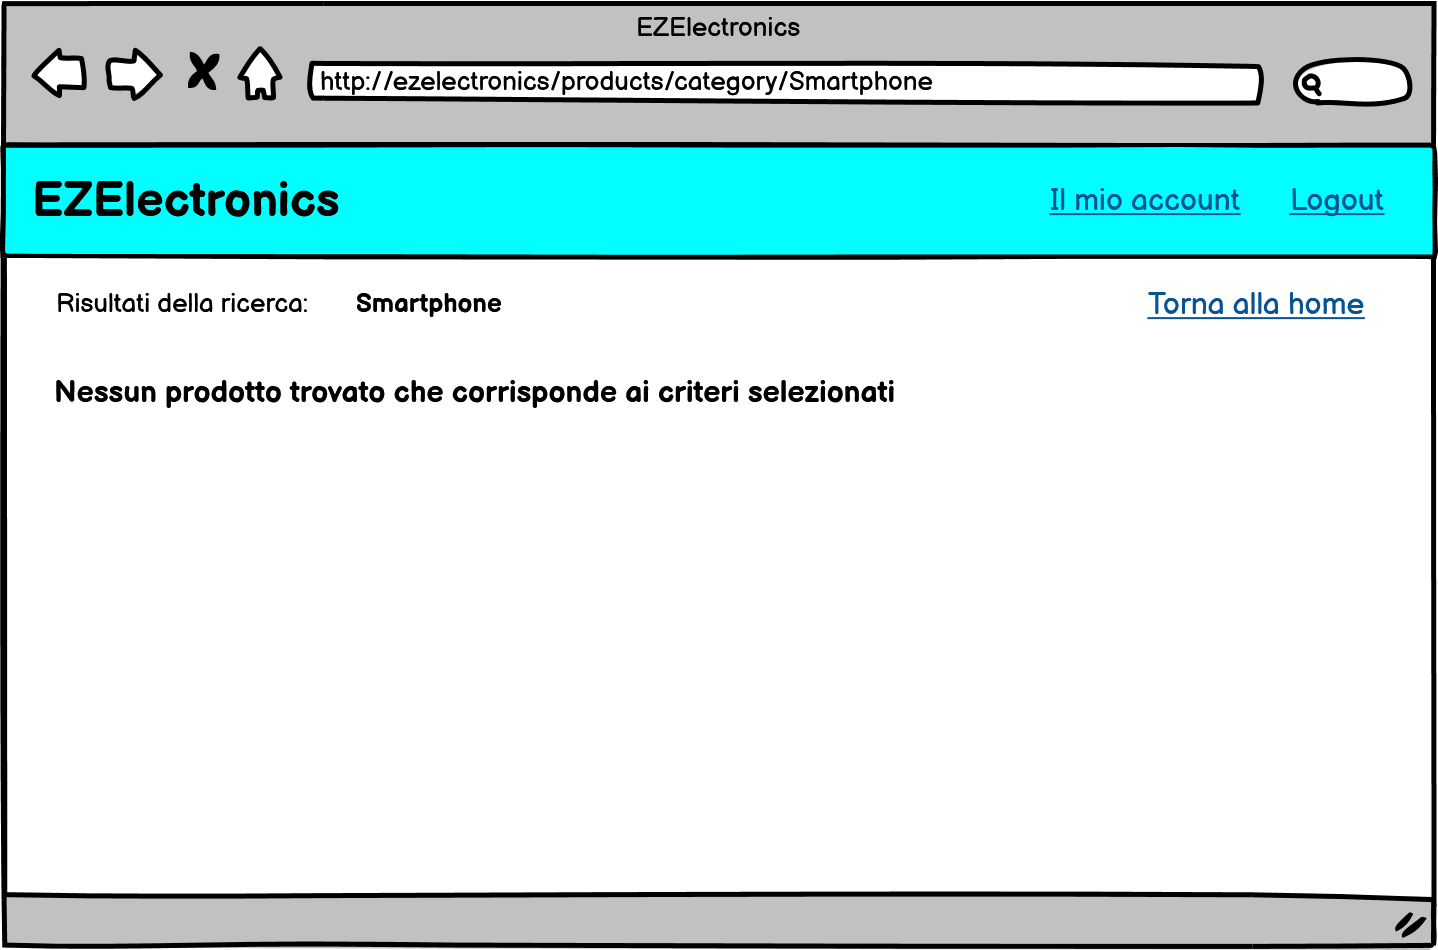 EZElectronics
http://ezelectronics/products/category/Smartphone
EZElectronics Il mio account Logout
Risultati della ricerca: Smartphone Torna alla home
Nessun prodotto trovato che corrisponde ai criteri selezionati